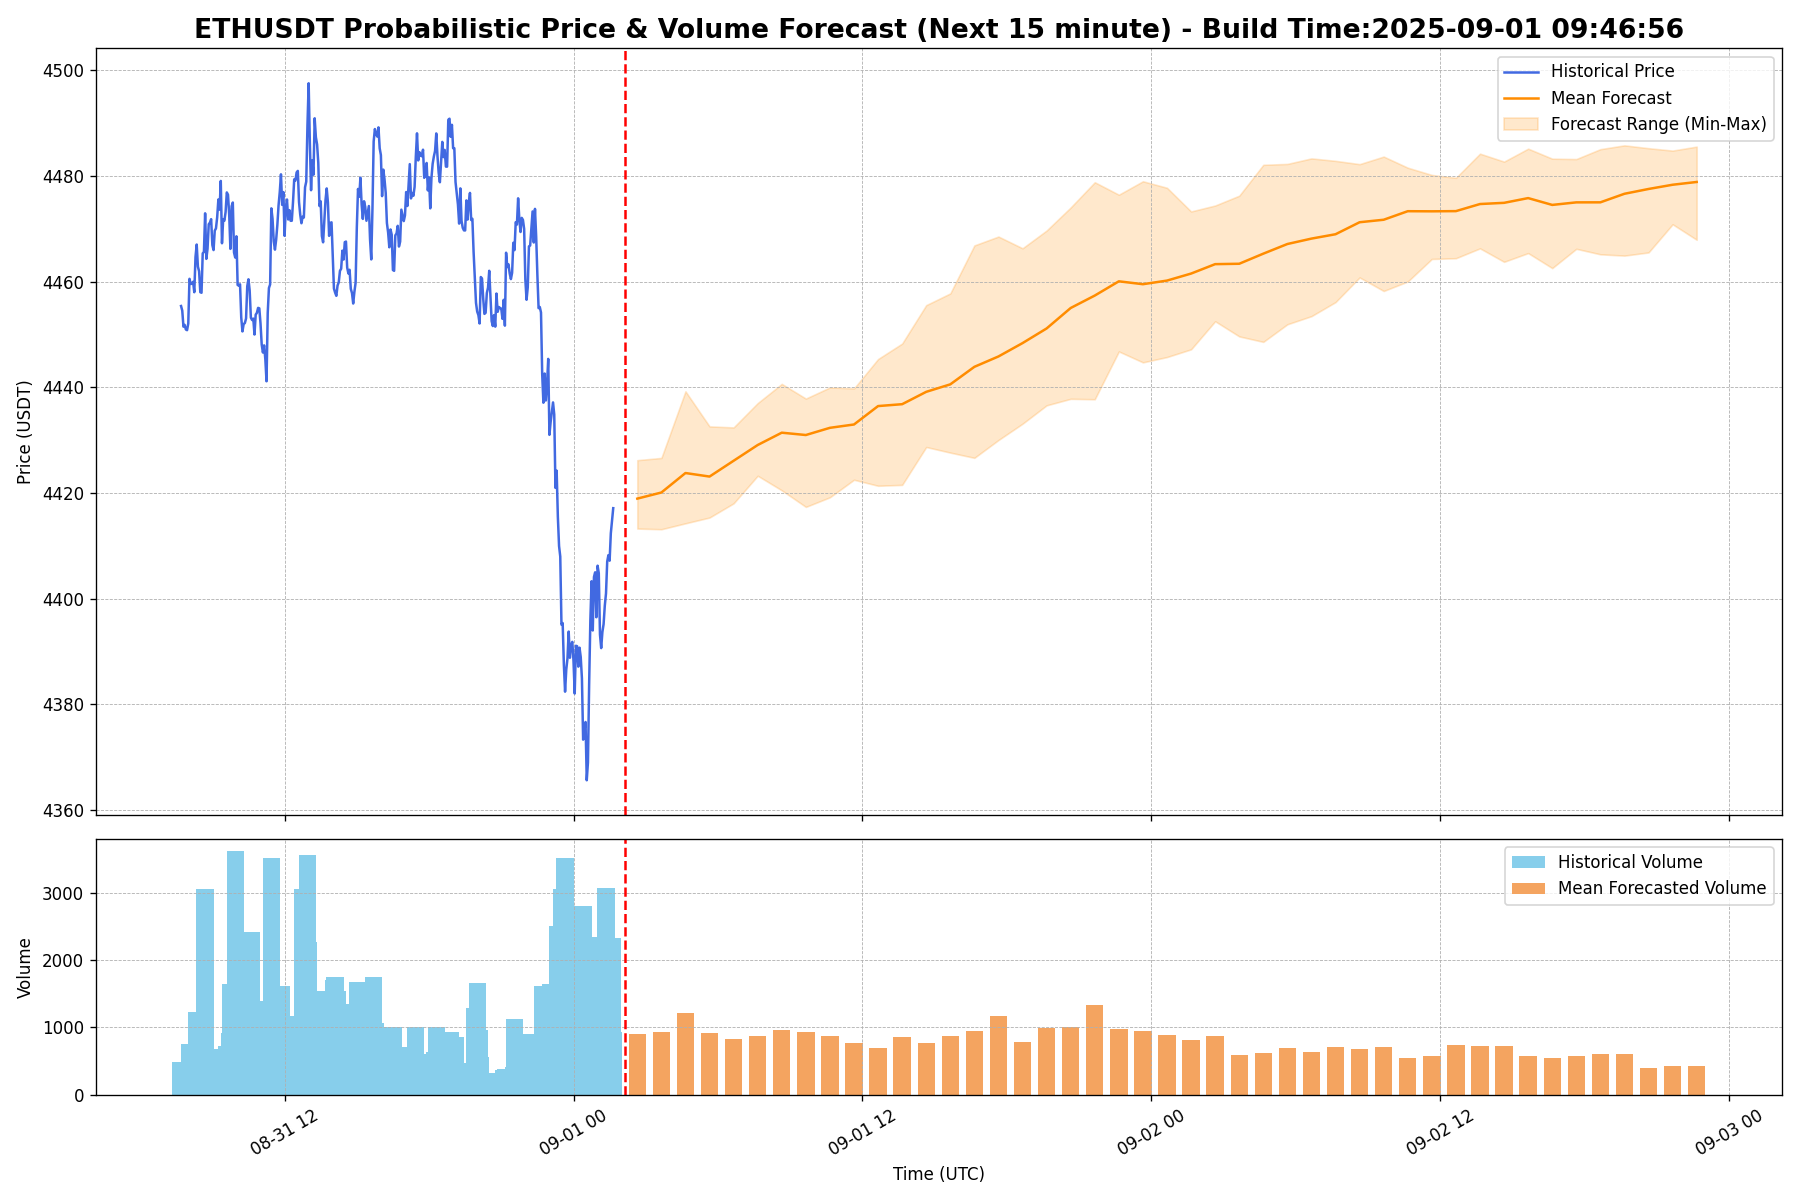 ETHUSDT Probabilistic Price & Volume Forecast (Next 15 minute) - Build Time:2025-09-01 09:46:56
Historical Price
Mean Forecast
Forecast Range (Min-Max)
Price (USDT)
4500
4480
4460
4440
4420
4400
4380
4360
Historical Volume
Mean Forecasted Volume
Volume
3000
2000
1000
0
08-31 12
09-01 00
09-01 12
09-02 00
09-02 12
09-03 00
Time (UTC)